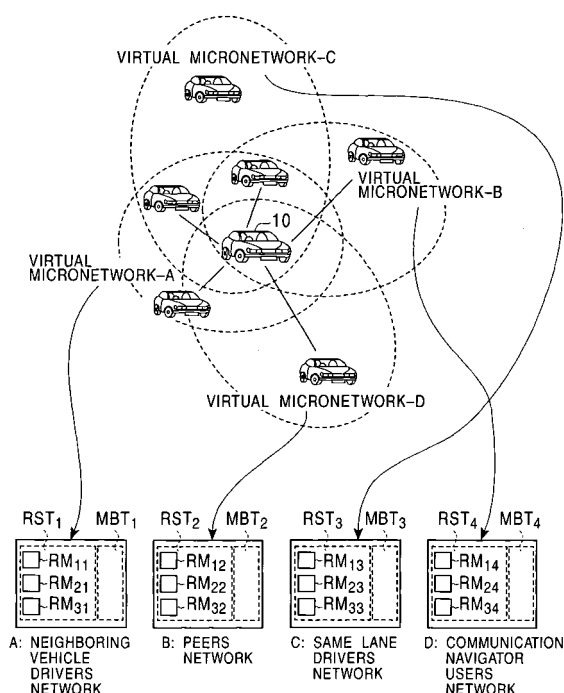 VIRTUAL MICRONETWORK-C
VIRTUAL
MICRONETWORK-B
10
VIRTUAL
MICRONETWORK-A
VIRTUAL MICRONETWORK-D
RST1 MBT1 RST2 MBT2 RST3 MBT3 RST4 MBT4
RM11 RM12 RM13 RM14
RM21 RM22 RM23 RM24
RM31 RM32 RM33 RM34
A: NEIGHBORING
VEHICLE
DRIVERS
NETWORK
B: PEERS
NETWORK
C: SAME LANE
DRIVERS
NETWORK
D: COMMUNICATION
NAVIGATOR
USERS
NETWORK